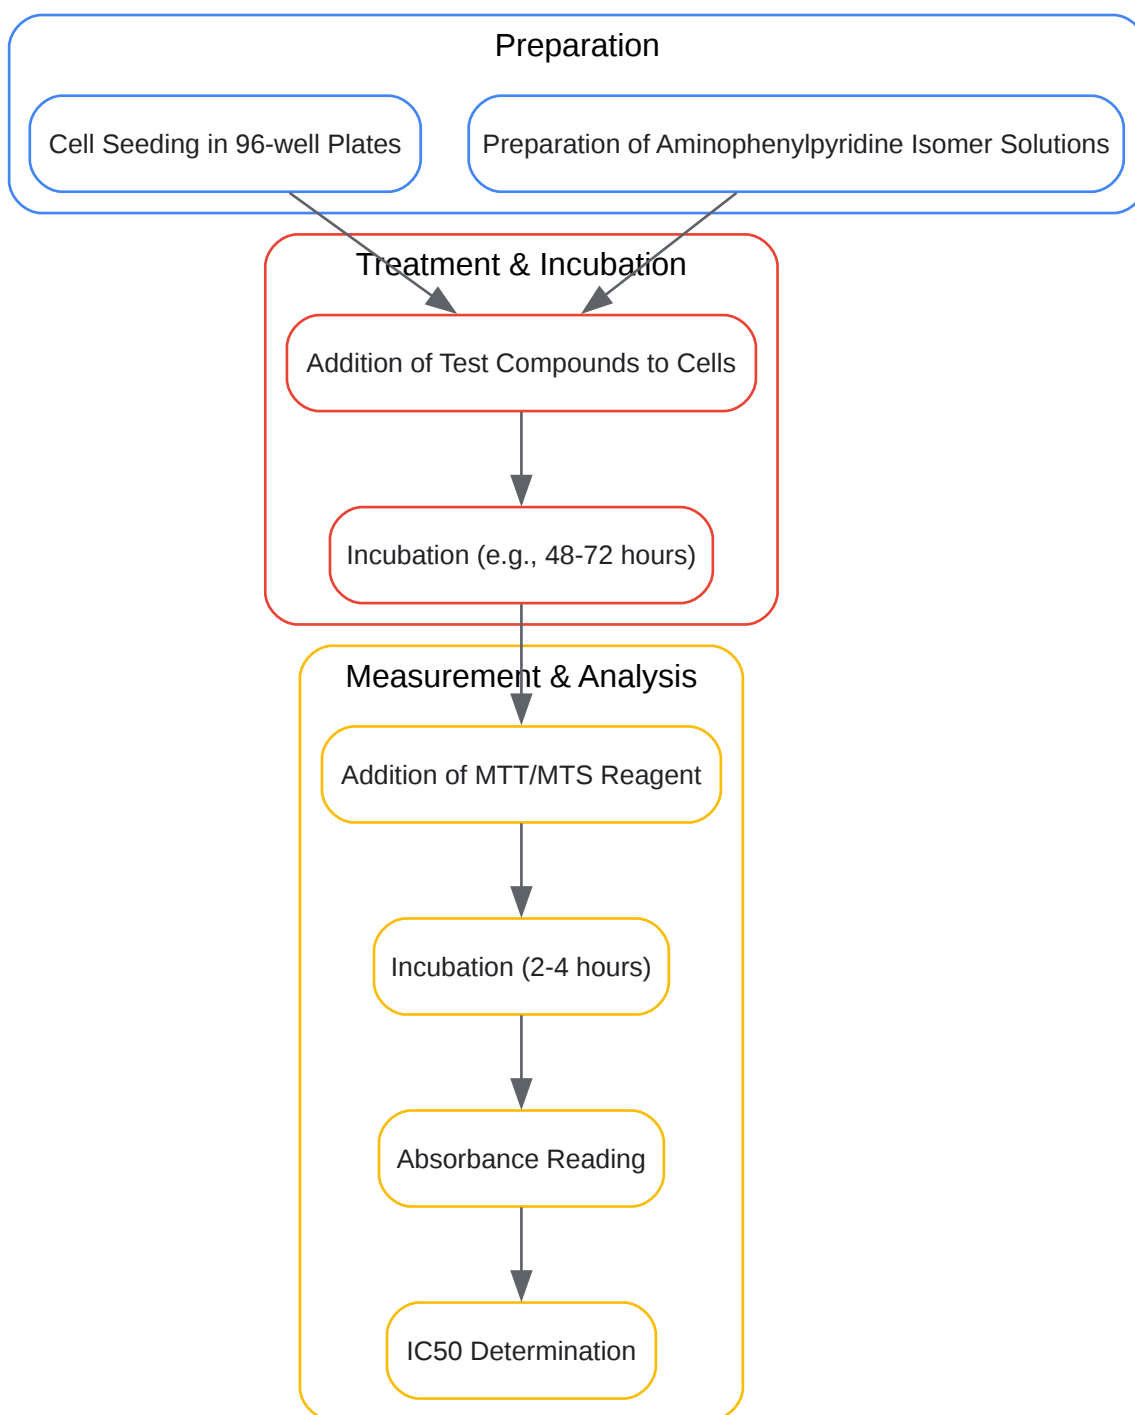 Preparation
Cell Seeding in 96-well Plates
Preparation of Aminophenylpyridine Isomer Solutions
Treatment & Incubation
Addition of Test Compounds to Cells
Incubation (e.g., 48-72 hours)
Measurement & Analysis
Addition of MTT/MTS Reagent
Incubation (2-4 hours)
Absorbance Reading
IC50 Determination